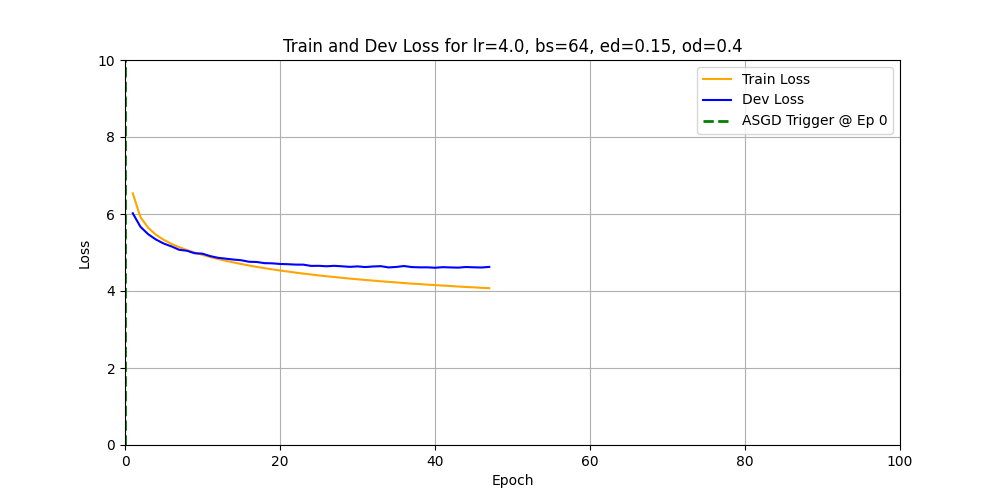 Train and Dev Loss for lr=4.0, bs=64, ed=0.15, od=0.4
Train Loss
Dev Loss
ASGD Trigger @ Ep 0
10
8
6
4
2
0
Loss
0 20 40 60 80 100
Epoch